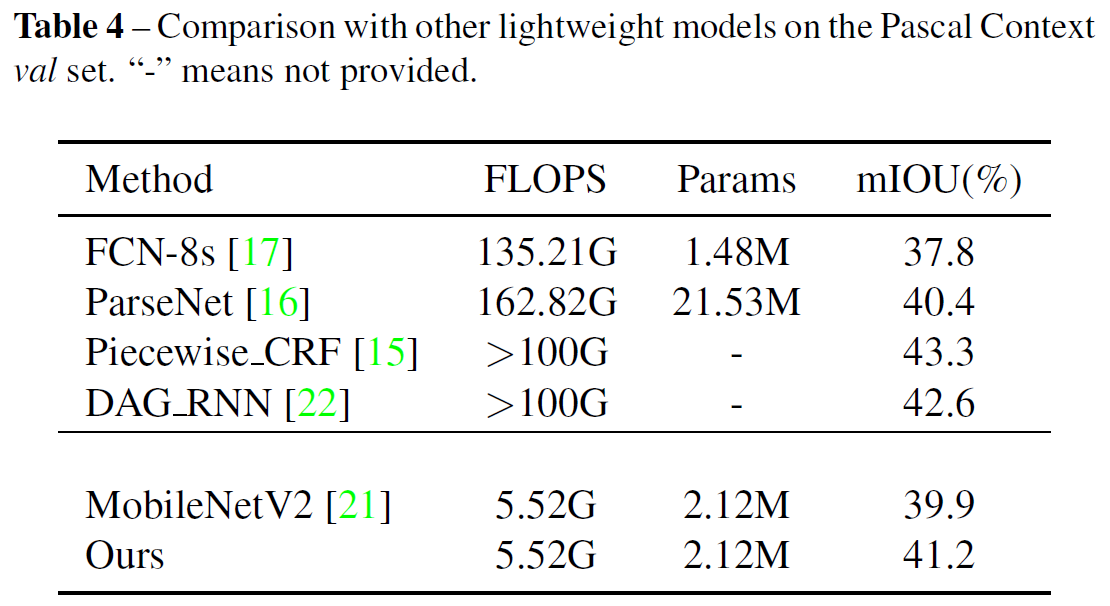 Table 4 – Comparison with other lightweight models on the Pascal Context
val set. “-” means not provided.
Method FLOPS Params mIOU(%)
FCN-8s [17] 135.21G 1.48M 37.8
ParseNet [16] 162.82G 21.53M 40.4
Piecewise_CRF [15] >100G - 43.3
DAG_RNN [22] >100G - 42.6
MobileNetV2 [21] 5.52G 2.12M 39.9
Ours 5.52G 2.12M 41.2